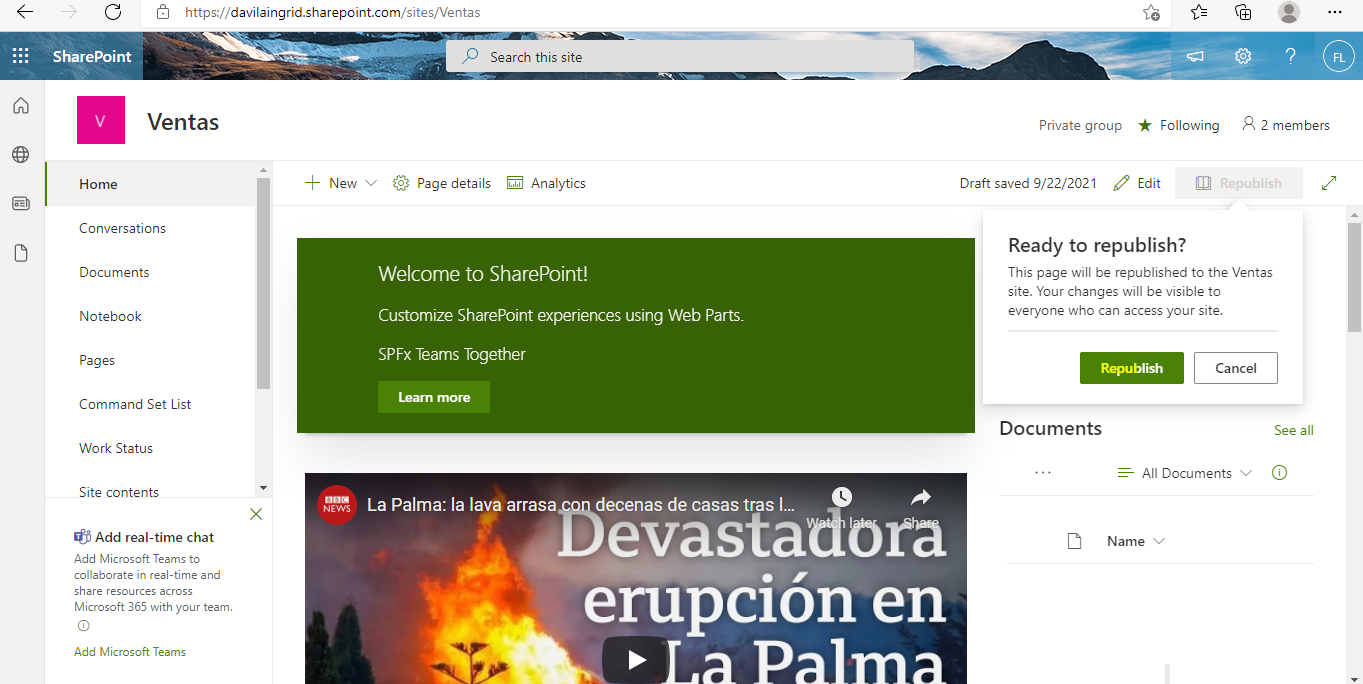 https://davilaingrid.sharepoint.com/sites/Ventas
SharePoint
Search this site
FL
V
Ventas
Private group
Following
2 members
Home
Conversations
Documents
Notebook
Pages
Command Set List
Work Status
Site contents
Add real-time chat
Add Microsoft Teams to
collaborate in real-time and
share resources across
Microsoft 365 with your team.
Add Microsoft Teams
New
Page details
Analytics
Draft saved 9/22/2021
Edit
Republish
Ready to republish?
This page will be republished to the Ventas
site. Your changes will be visible to
everyone who can access your site.
Republish
Cancel
Welcome to SharePoint!
Customize SharePoint experiences using Web Parts.
SPFx Teams Together
Learn more
BBC
NEWS
La Palma: la lava arrasa con decenas de casas tras l...
Watch later
Share
Devastadora
erupción en
La Palma
Documents
See all
All Documents
Name